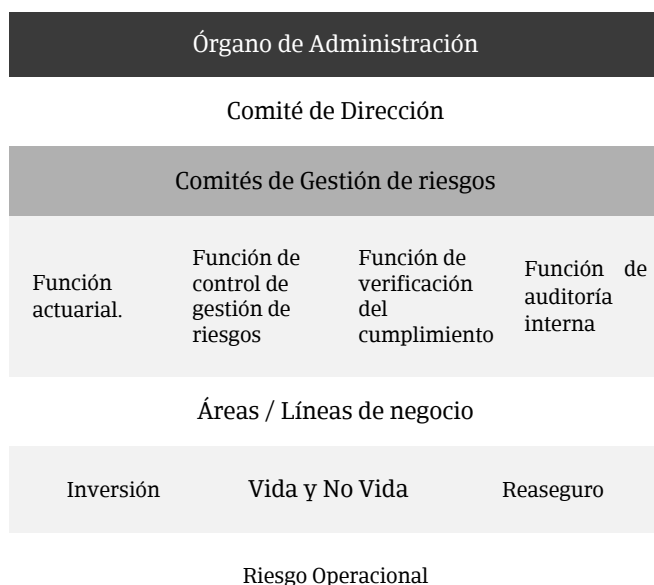 Órgano de Administración
Comité de Dirección
Comités de Gestión de riesgos
Función
actuarial.
Función de
control de
gestión de
riesgos
Función de
verificación
del
cumplimiento
Función de
auditoría
interna
Áreas / Líneas de negocio
Inversión
Vida y No Vida
Reaseguro
Riesgo Operacional